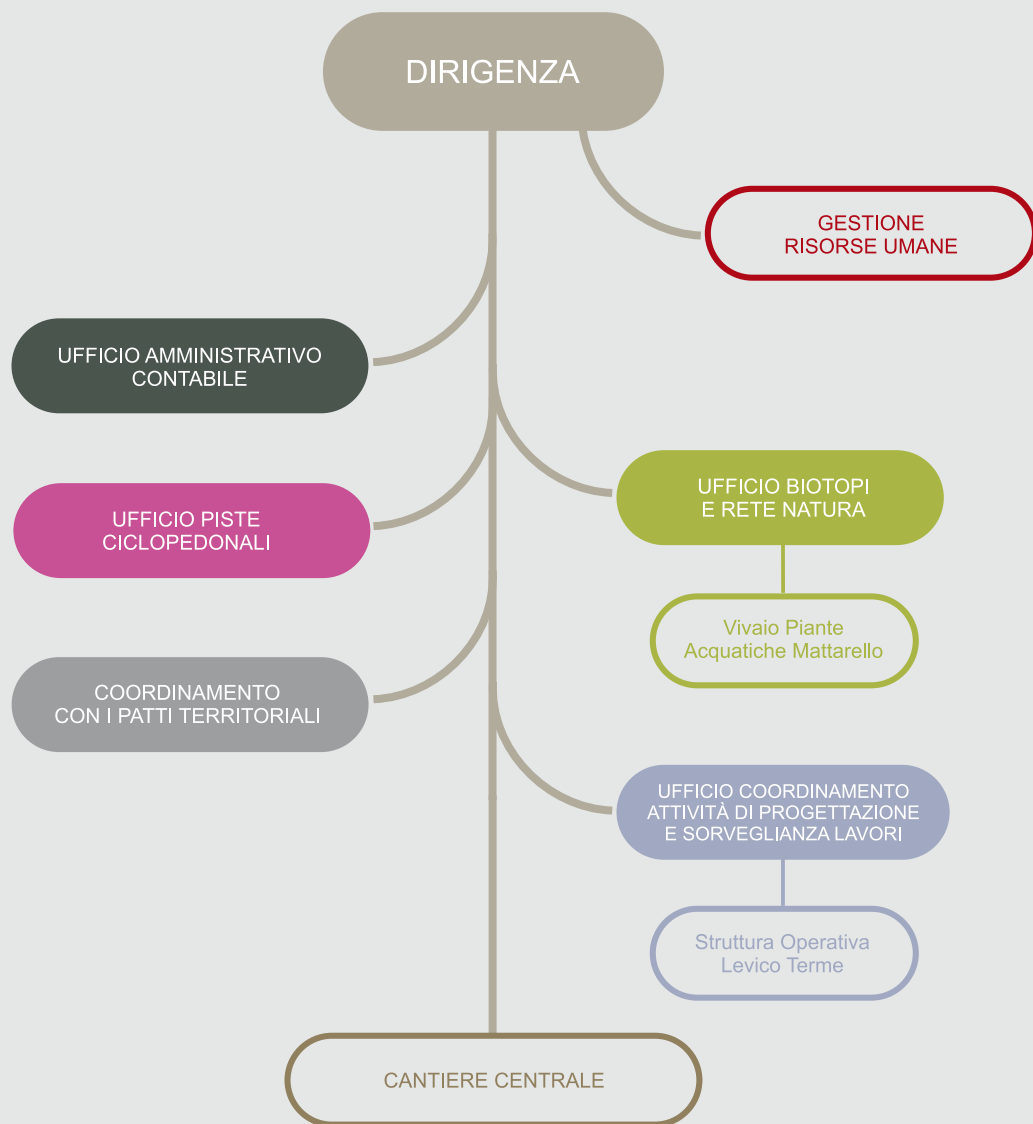 DIRIGENZA
GESTIONE
RISORSE UMANE
UFFICIO AMMINISTRATIVO
CONTABILE
UFFICIO BIOTOPI
E RETE NATURA
UFFICIO PISTE
CICLOPEDONALI
Vivaio Piante
Acquatiche Mattarello
COORDINAMENTO
CON I PATTI TERRITORIALI
UFFICIO COORDINAMENTO
ATTIVITÀ DI PROGETTAZIONE
E SORVEGLIANZA LAVORI
Struttura Operativa
Levico Terme
CANTIERE CENTRALE